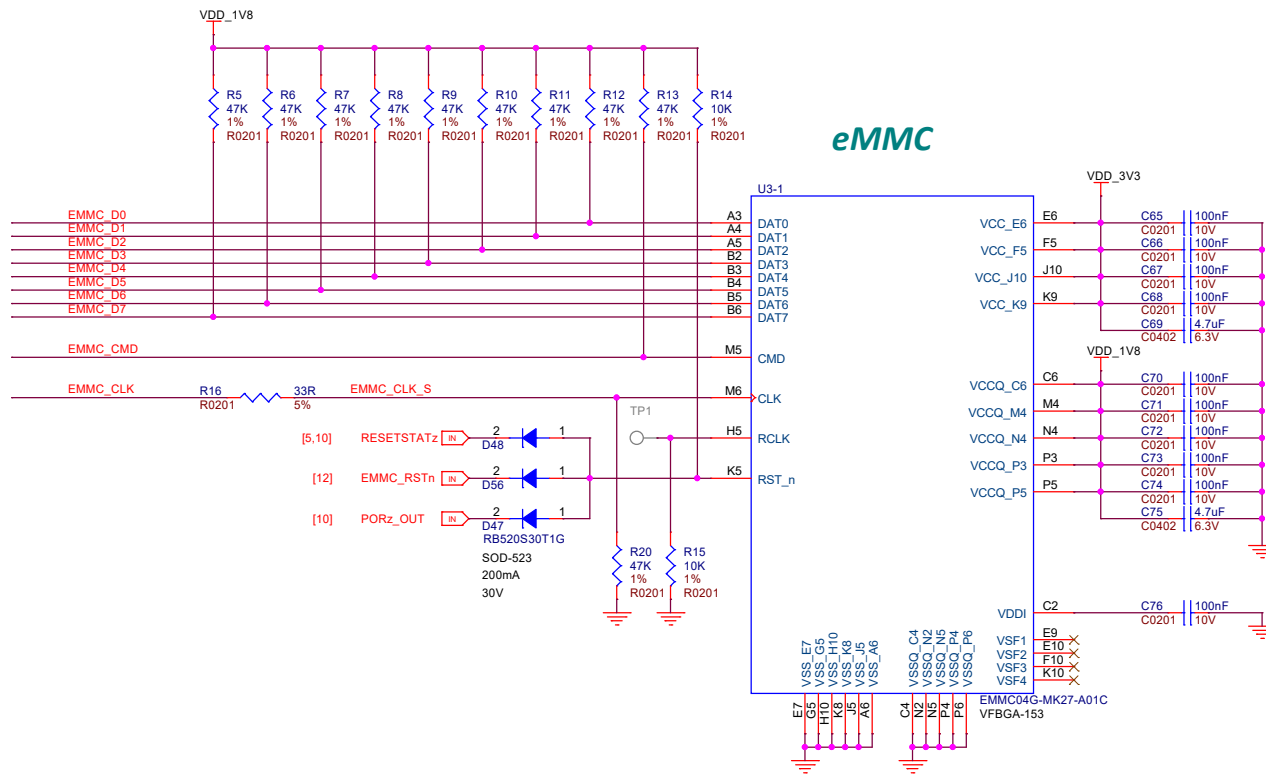 VDD_1V8
R5
47K
1%
R0201
R6
47K
1%
R0201
R7
47K
1%
R0201
R8
47K
1%
R0201
R9
47K
1%
R0201
R10
47K
1%
R0201
R11
47K
1%
R0201
R12
47K
1%
R0201
R13
47K
1%
R0201
R14
10K
1%
R0201
eMMC
U3-1
EMMC_D0
EMMC_D1
EMMC_D2
EMMC_D3
EMMC_D4
EMMC_D5
EMMC_D6
EMMC_D7
EMMC_CMD
EMMC_CLK
R16
R0201
33R
5%
EMMC_CLK_S
TP1
[5,10] RESETSTATz IN 2 1
D48
[12] EMMC_RSTn IN 2 1
D56
[10] PORz_OUT IN 2 1
D47
RB520S30T1G
SOD-523
200mA
30V
R20
47K
1%
R0201
R15
10K
1%
R0201
A3 DAT0
A4 DAT1
A5 DAT2
B2 DAT3
B3 DAT4
B4 DAT5
B5 DAT6
B6 DAT7
M5 CMD
M6 CLK
H5 RCLK
K5 RST_n
VDD_3V3
VCC_E6 E6
VCC_F5 F5
VCC_J10 J10
VCC_K9 K9
C65 100nF
C0201 10V
C66 100nF
C0201 10V
C67 100nF
C0201 10V
C68 100nF
C0201 10V
C69 4.7uF
C0402 6.3V
VDD_1V8
VCCQ_C6 C6
VCCQ_M4 M4
VCCQ_N4 N4
VCCQ_P3 P3
VCCQ_P5 P5
C70 100nF
C0201 10V
C71 100nF
C0201 10V
C72 100nF
C0201 10V
C73 100nF
C0201 10V
C74 100nF
C0201 10V
C75 4.7uF
C0402 6.3V
VDDI C2
C76 100nF
C0201 10V
VSF1 E9
VSF2 E10
VSF3 F10
VSF4 K10
EMMC04G-MK27-A01C
VFBGA-153
VSS_E7
VSS_G5
VSS_H10
VSS_K8
VSS_J5
VSS_A6
VSSQ_C4
VSSQ_N2
VSSQ_N5
VSSQ_P4
VSSQ_P6
E7
G5
H10
K8
J5
A6
C4
N2
N5
P4
P6